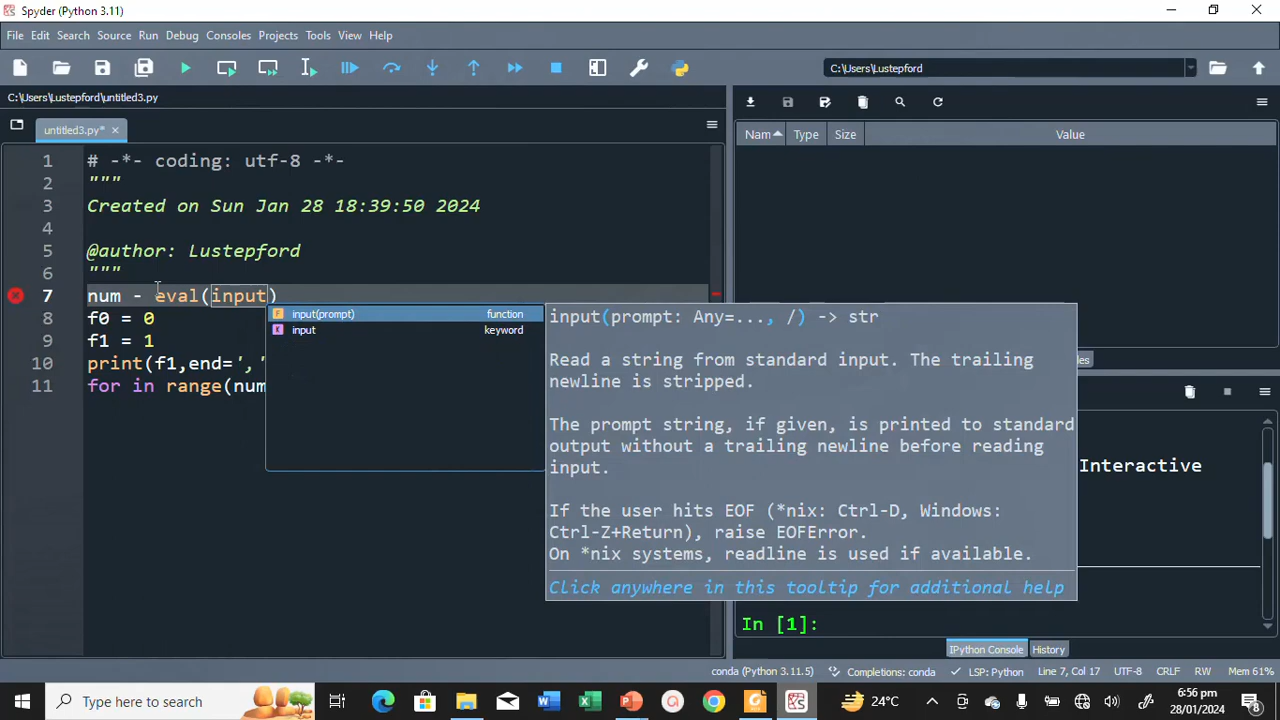 Spyder (Python 3.11)
File Edit Search Source Run Debug Consoles Projects Tools View Help
C:\Users\Lustepford
C:\Users\Lustepford\untitled3.py
untitled3.py*
Nam Type Size Value
1 # -*- coding: utf-8 -*-
2 """
3 Created on Sun Jan 28 18:39:50 2024
4
5 @author: Lustepford
6 """
7 num - eval(input)
8 f0 = 0
9 f1 = 1
10 print(f1,end=','
11 for in range(num
input(prompt) function
input keyword
input(prompt: Any=..., /) -> str
Read a string from standard input. The trailing
newline is stripped.
The prompt string, if given, is printed to standard
output without a trailing newline before reading
input.
If the user hits EOF (*nix: Ctrl-D, Windows:
Ctrl-Z+Return), raise EOFError.
On *nix systems, readline is used if available.
Click anywhere in this tooltip for additional help
les
Interactive
In [1]:
IPython Console History
conda (Python 3.11.5) Completions: conda LSP: Python Line 7, Col 17 UTF-8 CRLF RW Mem 61%
Type here to search
24°C
6:56 pm
28/01/2024
8